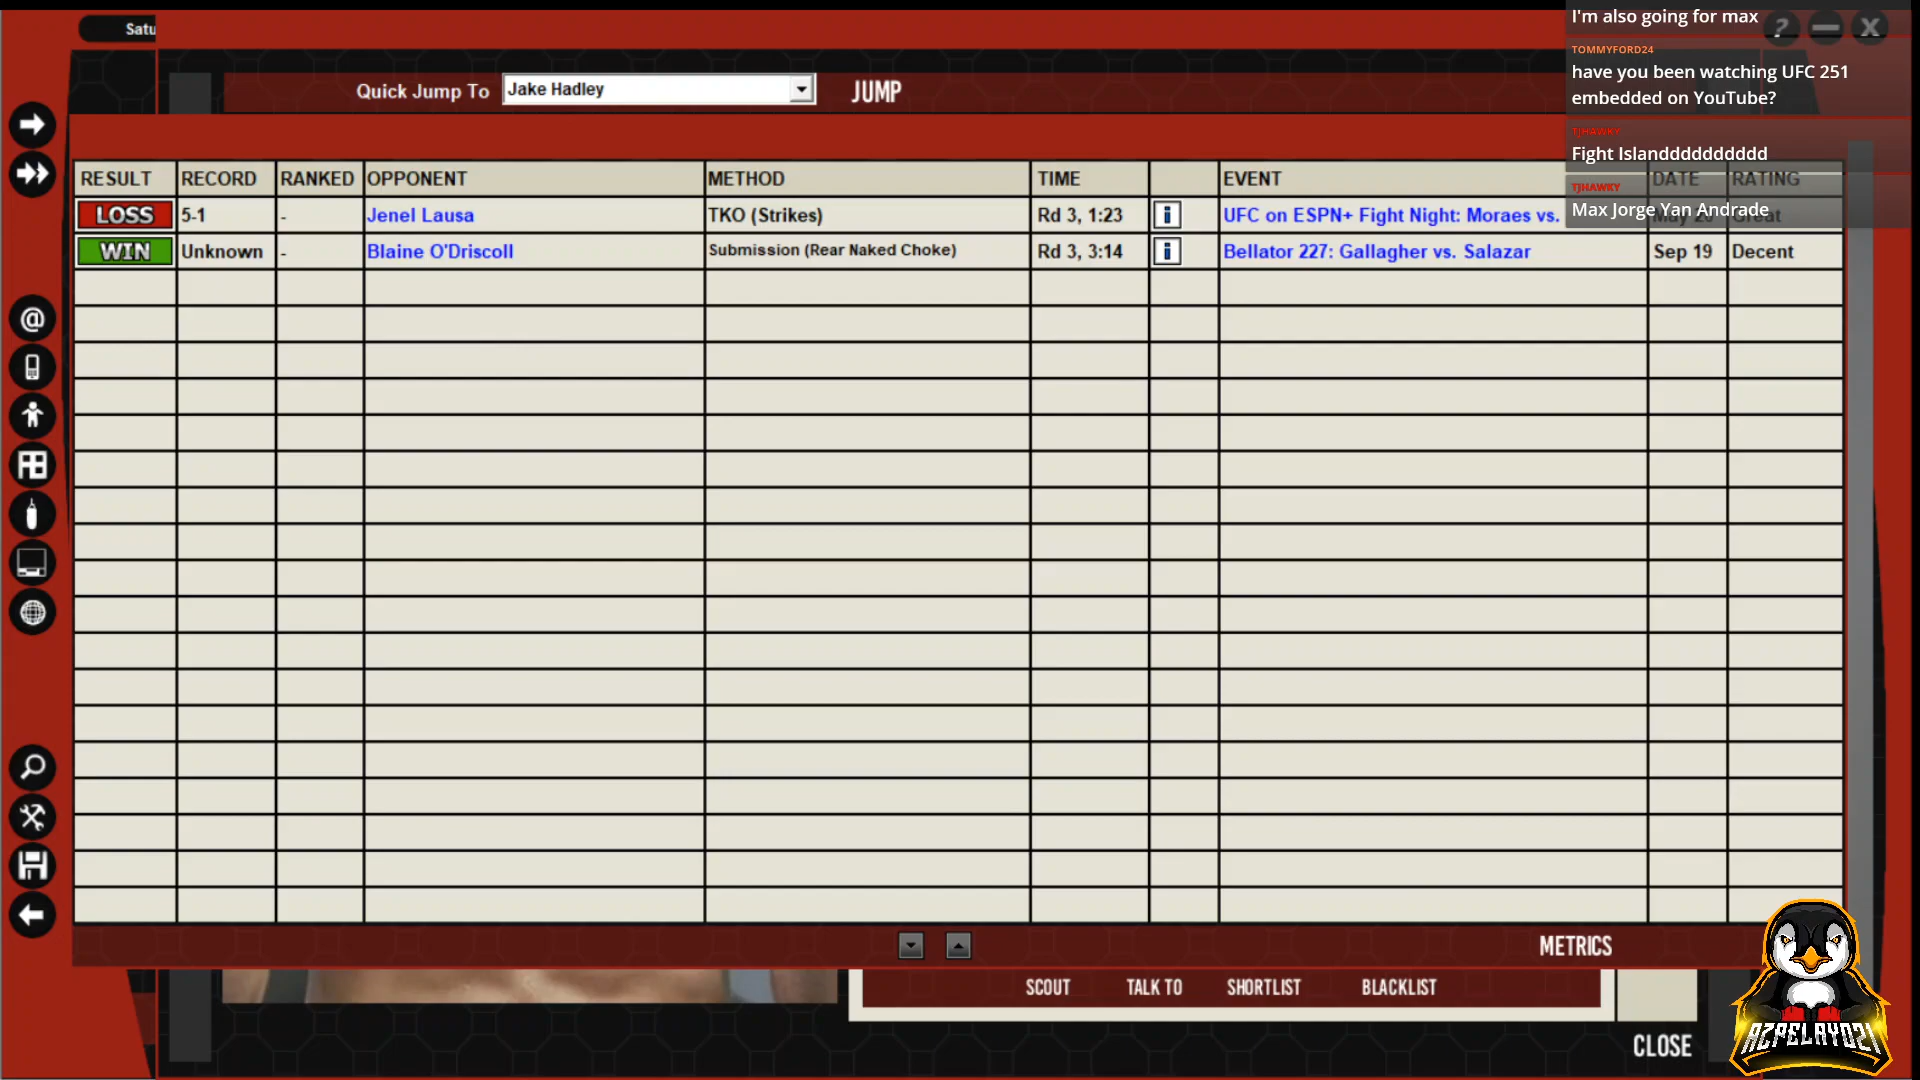 I'm also going for max
Satu
TOMMYFORD24
have you been watching UFC 251
embedded on YouTube?
Quick Jump To Jake Hadley JUMP
TJHAWKY
Fight Islanddddddddddd
RESULT RECORD RANKED OPPONENT METHOD TIME EVENT DATE RATING
TJHAWKY
Max Jorge Yan Andrade
LOSS 5-1 - Jenel Lausa TKO (Strikes) Rd 3, 1:23 i UFC on ESPN+ Fight Night: Moraes vs. May 20 Great
WIN Unknown - Blaine O'Driscoll Submission (Rear Naked Choke) Rd 3, 3:14 i Bellator 227: Gallagher vs. Salazar Sep 19 Decent
METRICS
SCOUT TALK TO SHORTLIST BLACKLIST
CLOSE
AZPELAYO21